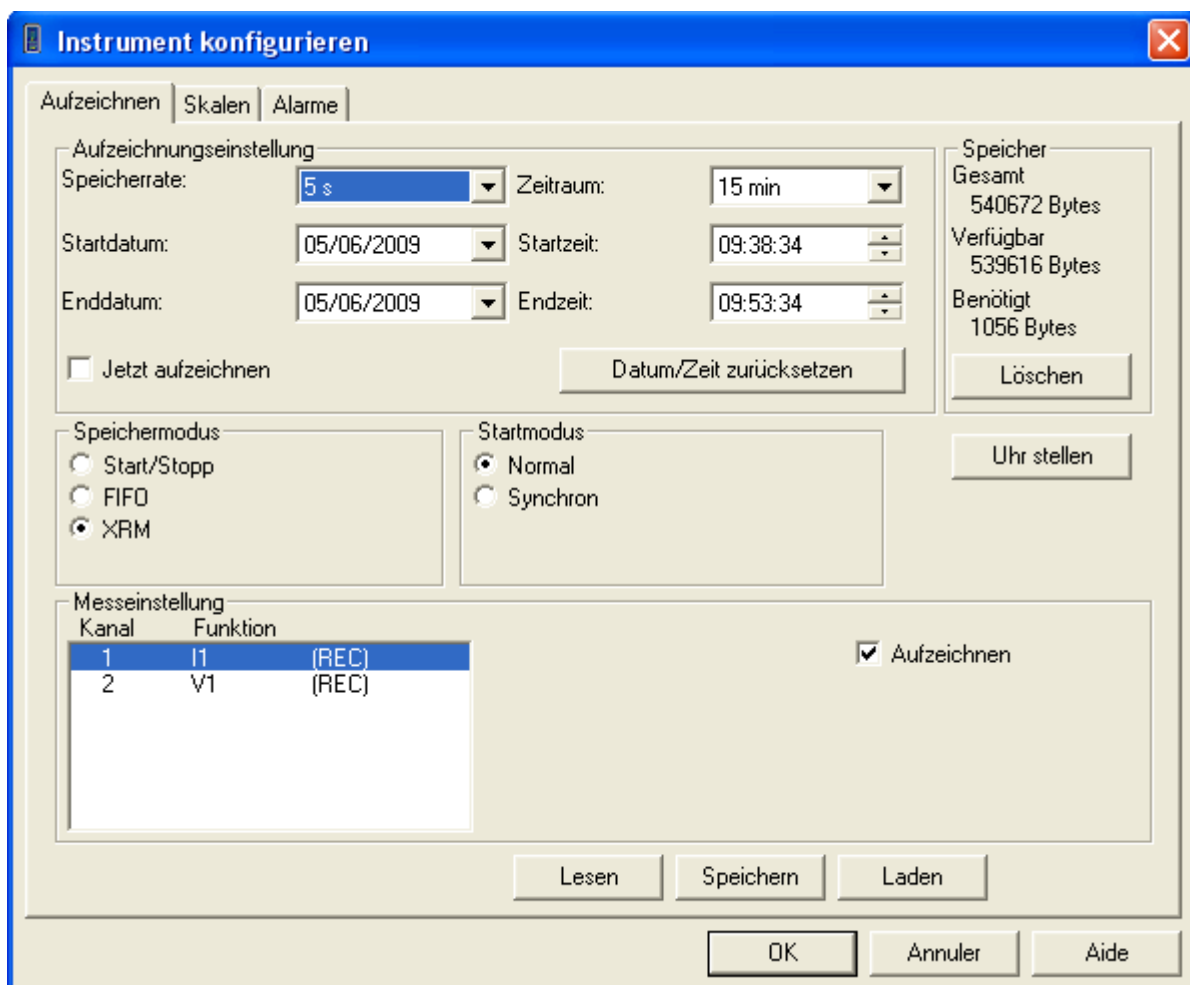 Instrument konfigurieren
Aufzeichnen Skalen Alarme
Aufzeichnungseinstellung
Speicherrate: 5 s Zeitraum: 15 min
Startdatum: 05/06/2009 Startzeit: 09:38:34
Enddatum: 05/06/2009 Endzeit: 09:53:34
Jetzt aufzeichnen Datum/Zeit zurücksetzen
Speicher
Gesamt
540672 Bytes
Verfügbar
539616 Bytes
Benötigt
1056 Bytes
Löschen
Speichermodus
Start/Stopp
FIFO
XRM
Startmodus
Normal
Synchron
Uhr stellen
Messeinstellung
Kanal Funktion
1 I1 (REC)
2 V1 (REC)
Aufzeichnen
Lesen Speichern Laden
OK Annuler Aide